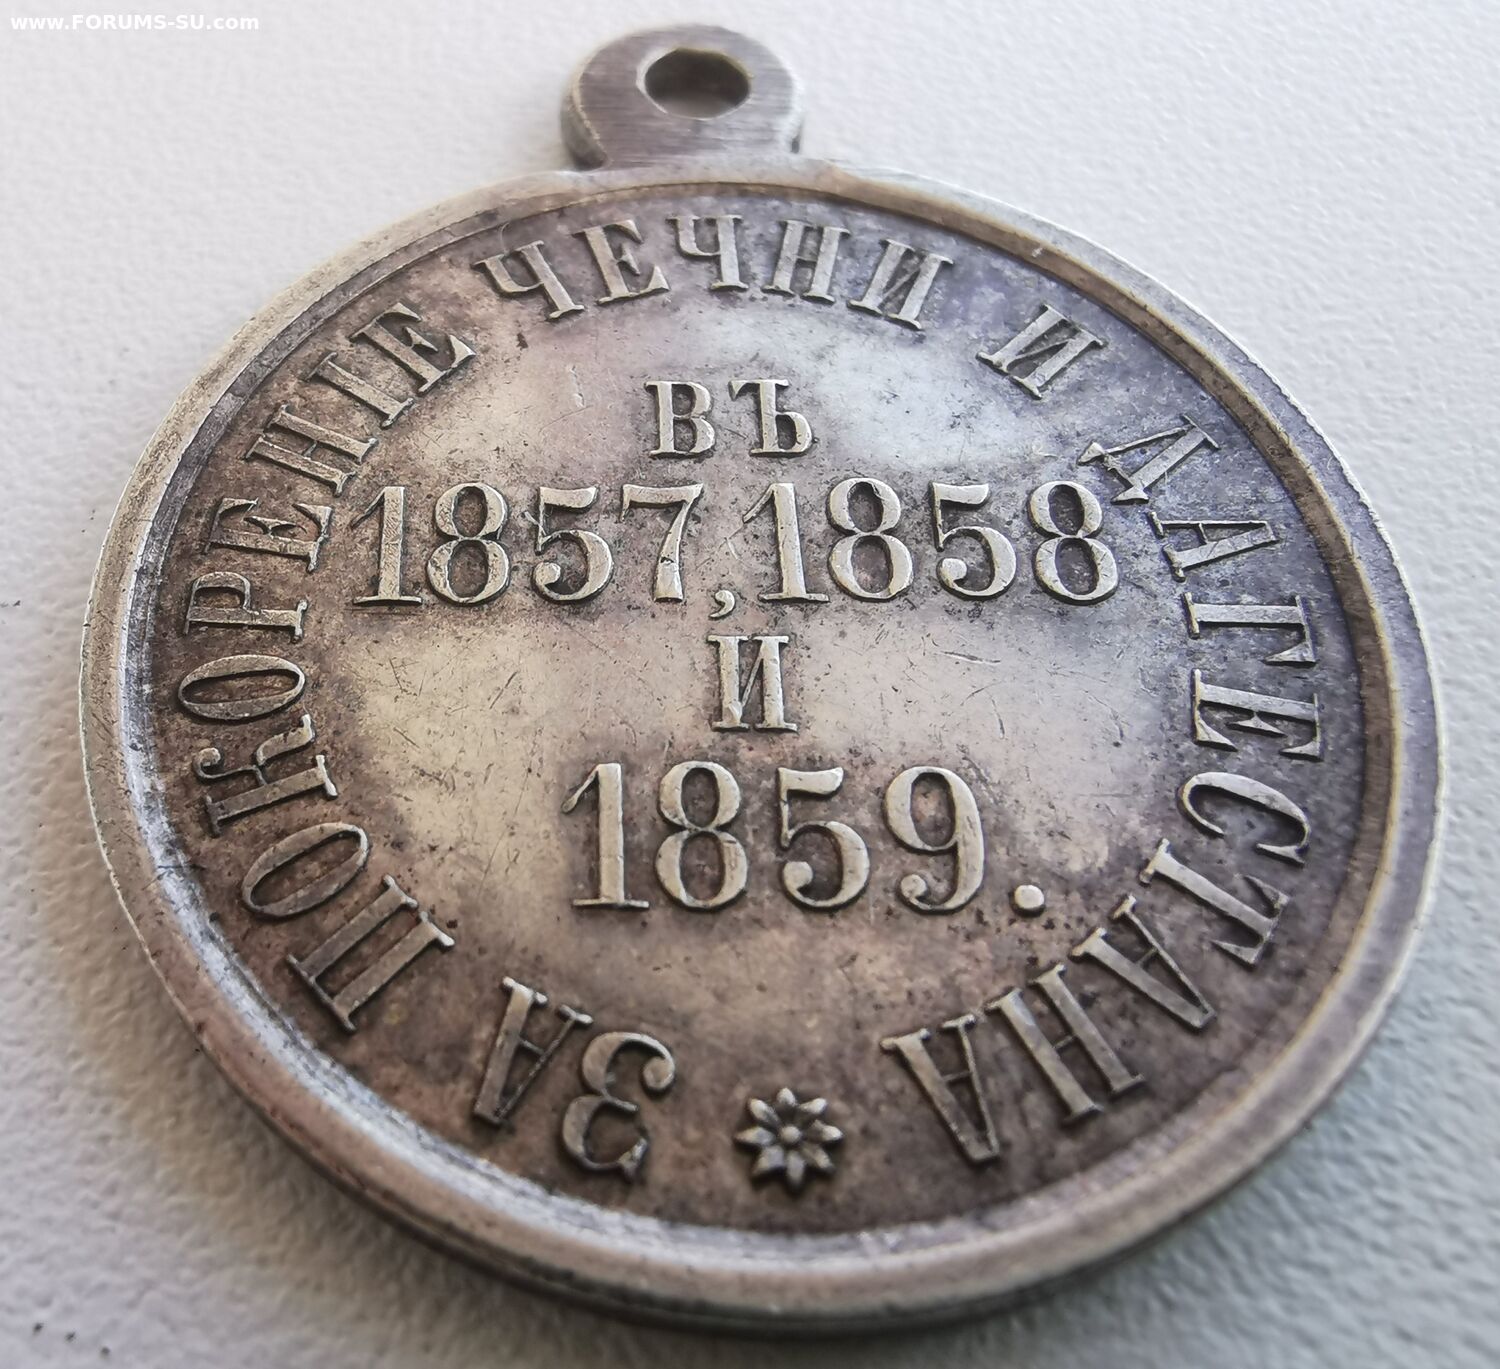 www.FORUMS-SU.com
ЗА ПОКОРЕНІЕ ЧЕЧНИ И ДАГЕСТАНА
ВЪ
1857, 1858
И
1859.